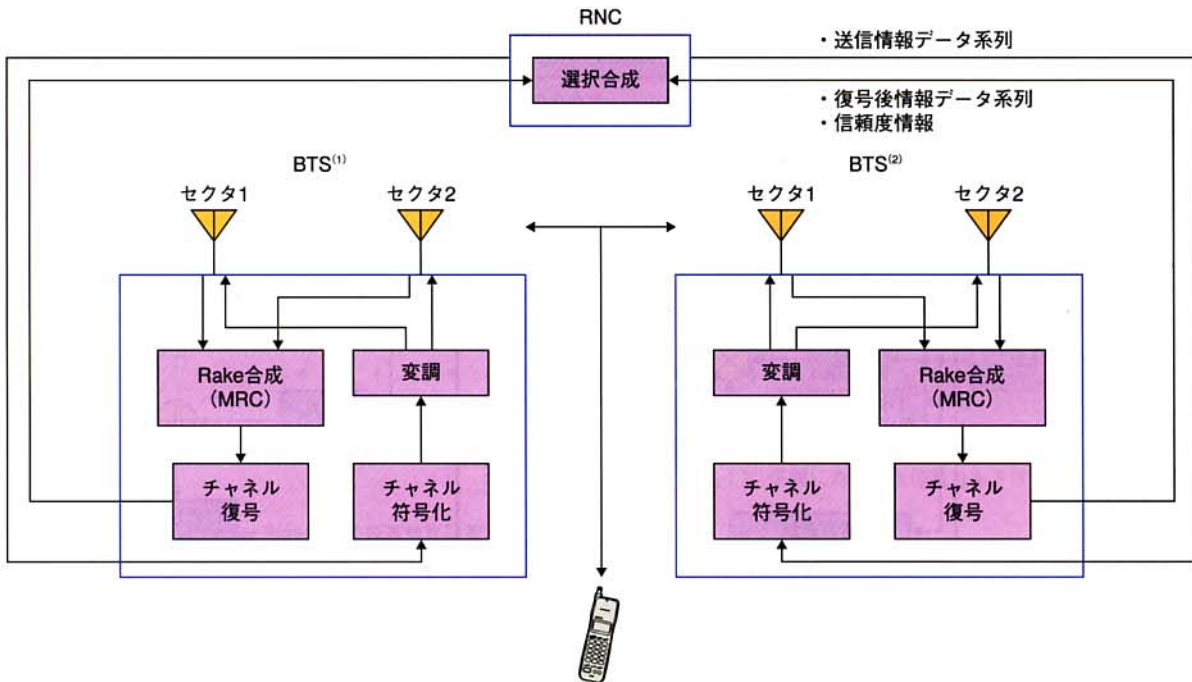 RNC
・送信情報データ系列
選択合成
・復号後情報データ系列
・信頼度情報
BTS⁽¹⁾
BTS⁽²⁾
セクタ1
セクタ2
セクタ1
セクタ2
Rake合成
(MRC)
変調
変調
Rake合成
(MRC)
チャネル
復号
チャネル
符号化
チャネル
符号化
チャネル
復号